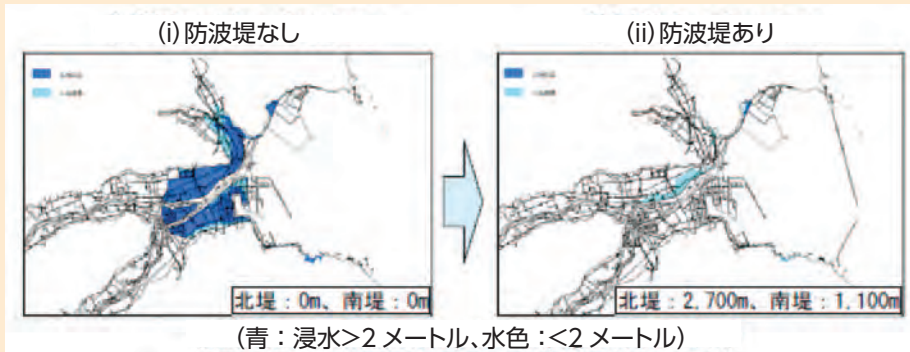 (i)防波堤なし
(ii)防波堤あり
北堤：0m、南堤：0m
北堤：2.700m、南堤：1.100m
(青：浸水>2メートル、水色：<2メートル)